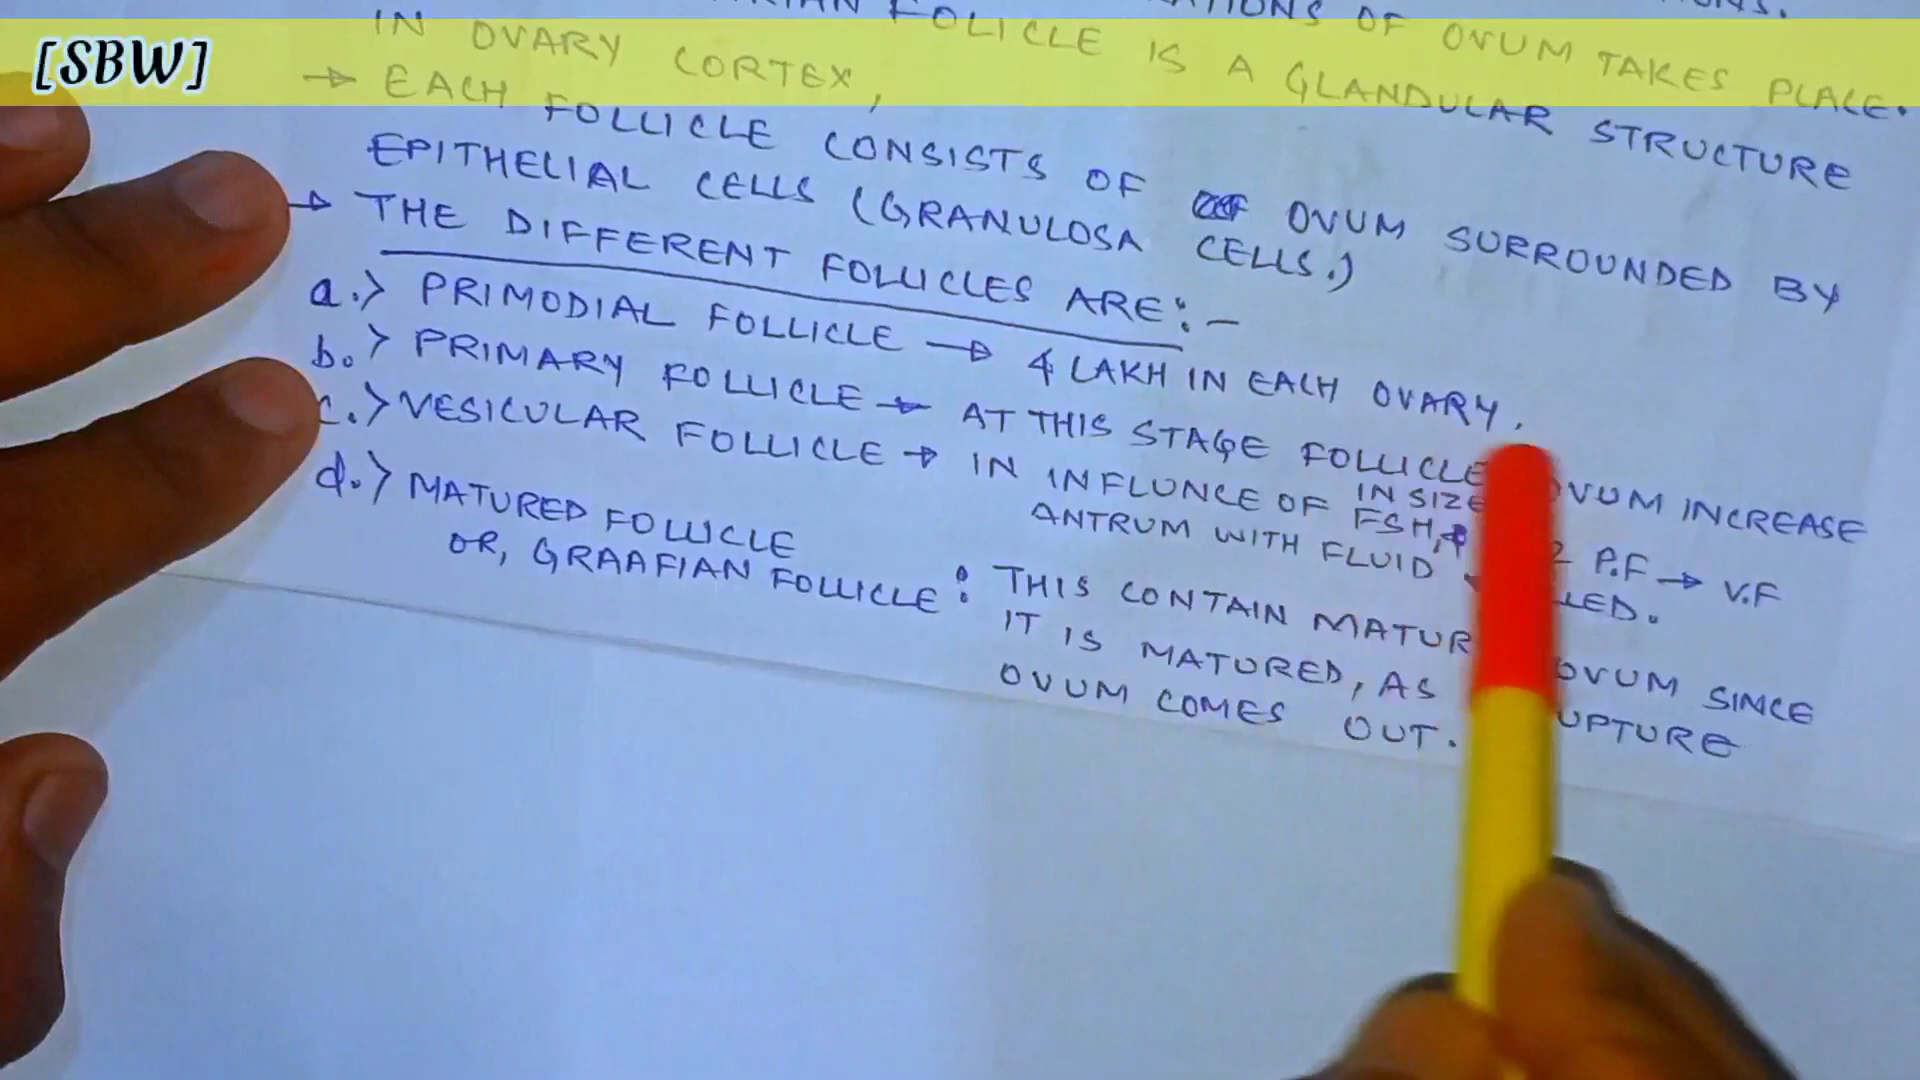 [SBW]
FOLICLE IS A GLANDULAR STRUCTURE
OF OVUM TAKES PLACE.
IN OVARY CORTEX,
→ EACH FOLLICLE CONSISTS OF OVUM SURROUNDED BY
EPITHELIAL CELLS (GRANULOSA CELLS.)
→ THE DIFFERENT FOLLICLES ARE:-
a.> PRIMODIAL FOLLICLE → 4 LAKH IN EACH OVARY.
b.> PRIMARY FOLLICLE → AT THIS STAGE FOLLICLE OVUM INCREASE
IN SIZE
c.> VESICULAR FOLLICLE → IN INFLUNCE OF FSH, P.F → V.F
ANTRUM WITH FLUID
d.> MATURED FOLLICLE
OR, GRAAFIAN FOLLICLE : THIS CONTAIN MATUR OVUM SINCE
IT IS MATURED, AS UPTURE
OVUM COMES OUT.